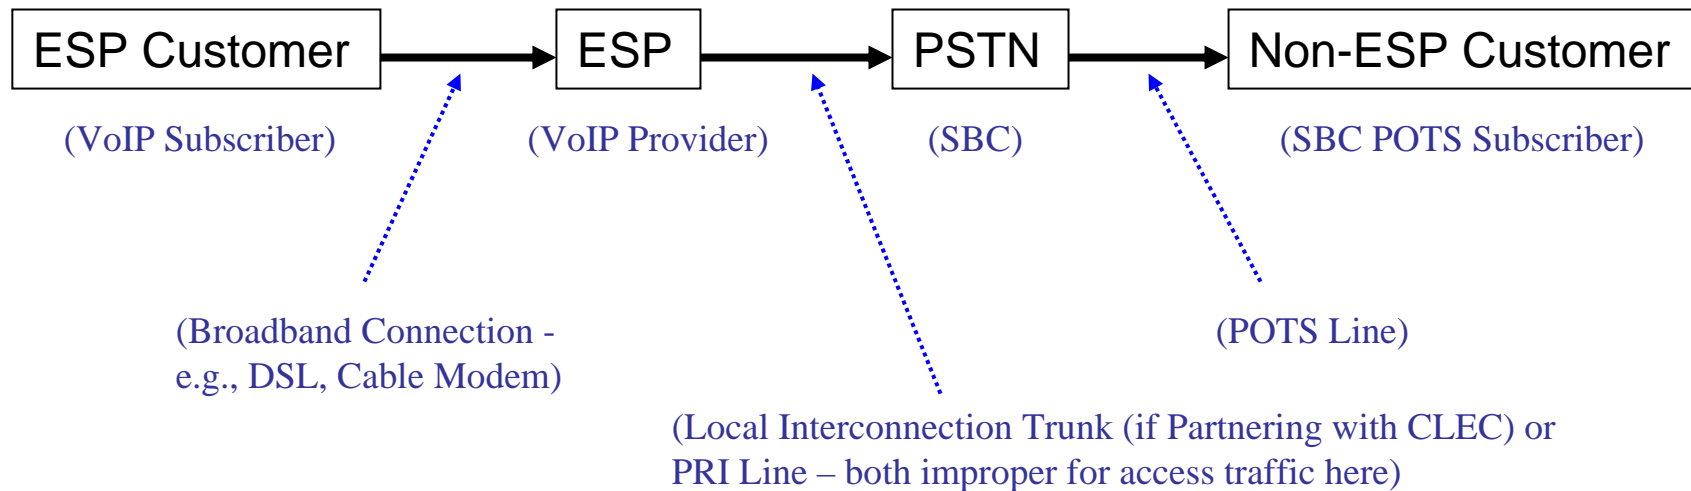 ESP Customer
ESP
PSTN
Non-ESP Customer
(VoIP Subscriber)
(VoIP Provider)
(SBC)
(SBC POTS Subscriber)
(Broadband Connection -
e.g., DSL, Cable Modem)
(POTS Line)
(Local Interconnection Trunk (if Partnering with CLEC) or
PRI Line – both improper for access traffic here)